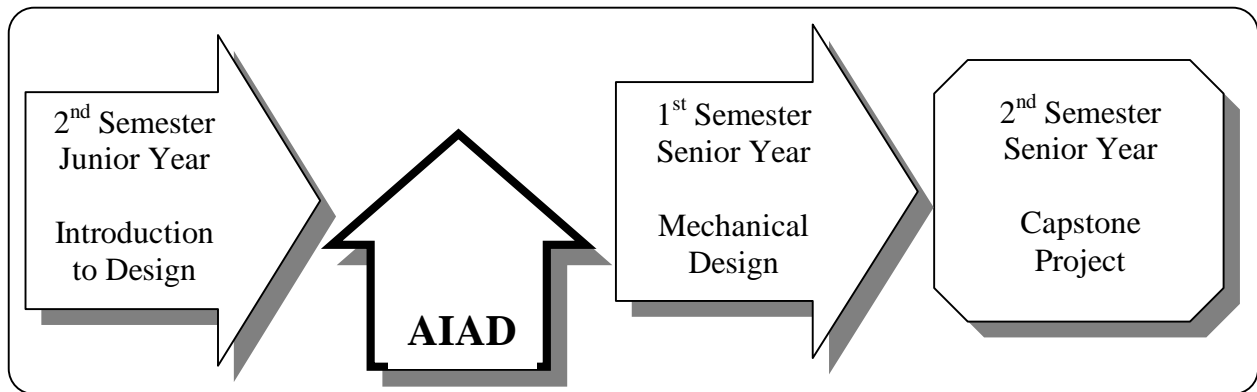 2nd Semester
Junior Year
Introduction
to Design
AIAD
1st Semester
Senior Year
Mechanical
Design
2nd Semester
Senior Year
Capstone
Project